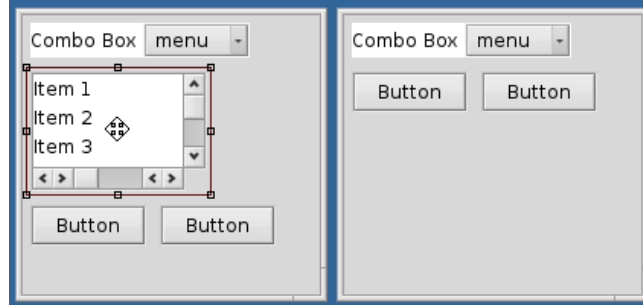 Combo Box menu
Item 1
Item 2
Item 3
Button Button
Combo Box menu
Button Button